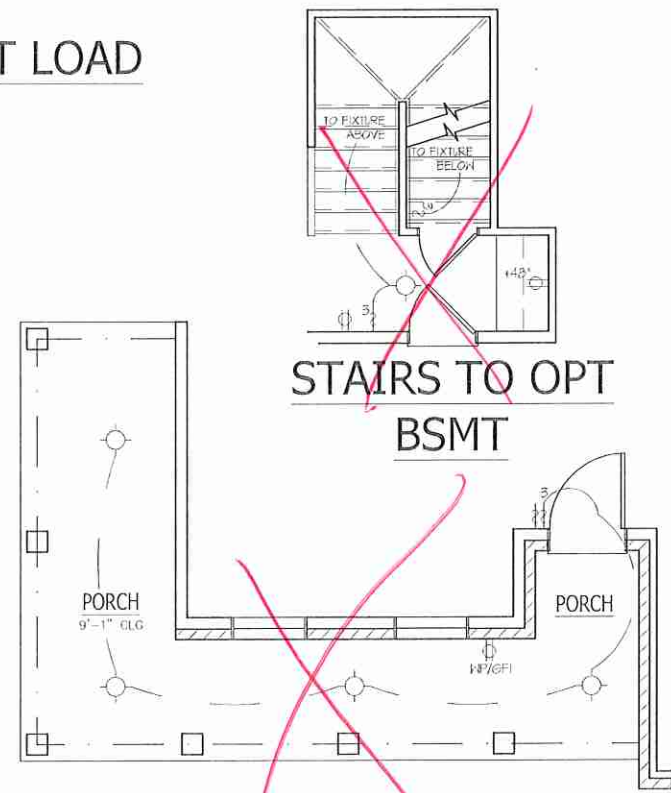 T LOAD
TO FIXTURE
ABOVE
TO FIXTURE
BELOW
+48"
3
STAIRS TO OPT
BSMT
3
PORCH
9'-1" CLG
PORCH
WP/GFI